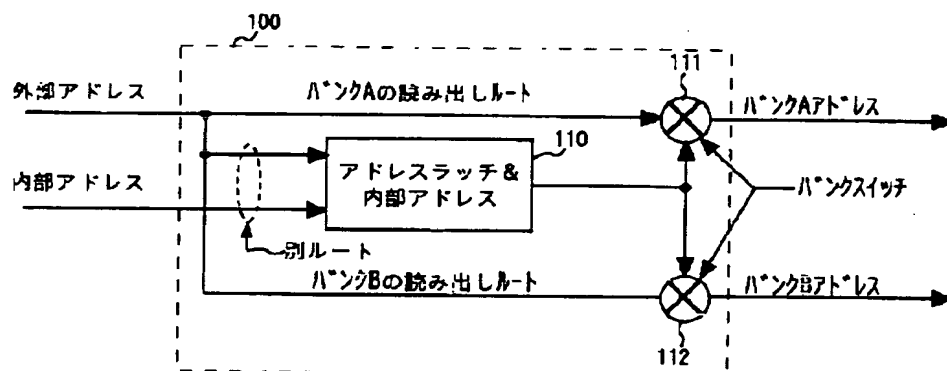 100
111
外部アドレス
バンクAの読み出しルート
バンクAアドレス
110
アドレスラッチ&
内部アドレス
内部アドレス
バンクスイッチ
別ルート
バンクBの読み出しルート
バンクBアドレス
112